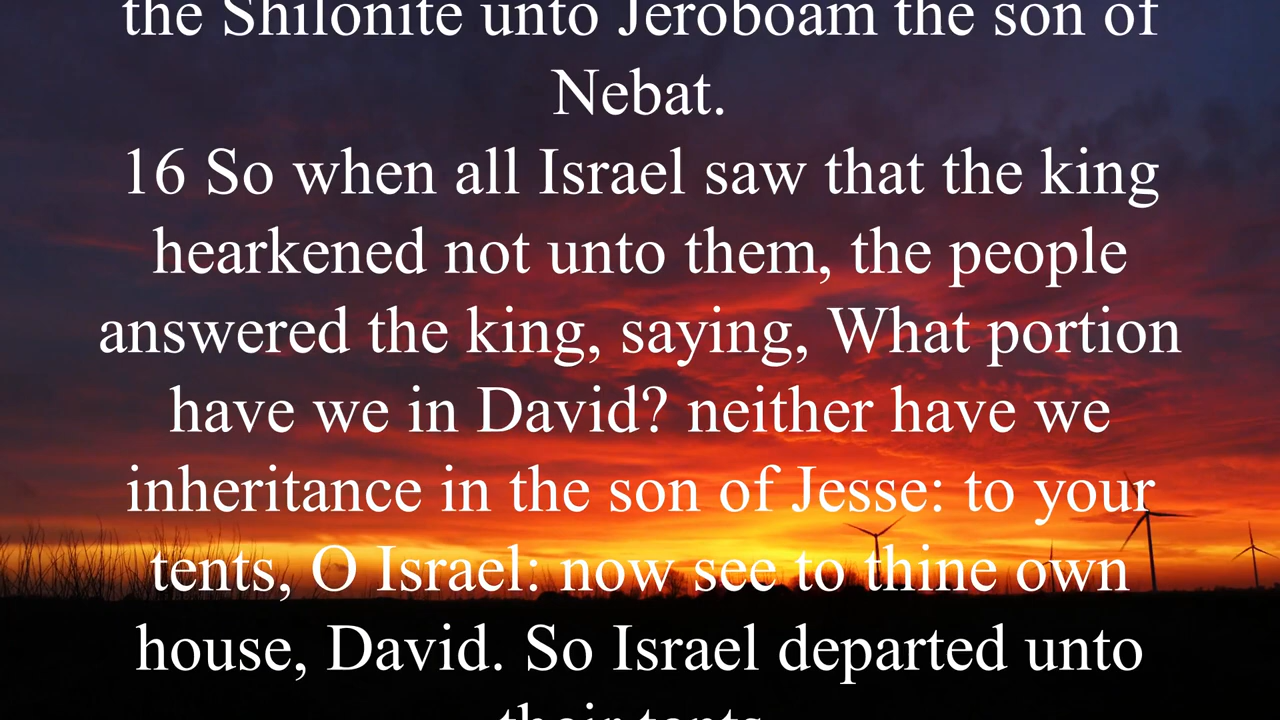 the Shilonite unto Jeroboam the son of
Nebat.
16 So when all Israel saw that the king
hearkened not unto them, the people
answered the king, saying, What portion
have we in David? neither have we
inheritance in the son of Jesse: to your
tents, O Israel: now see to thine own
house, David. So Israel departed unto
their tents.